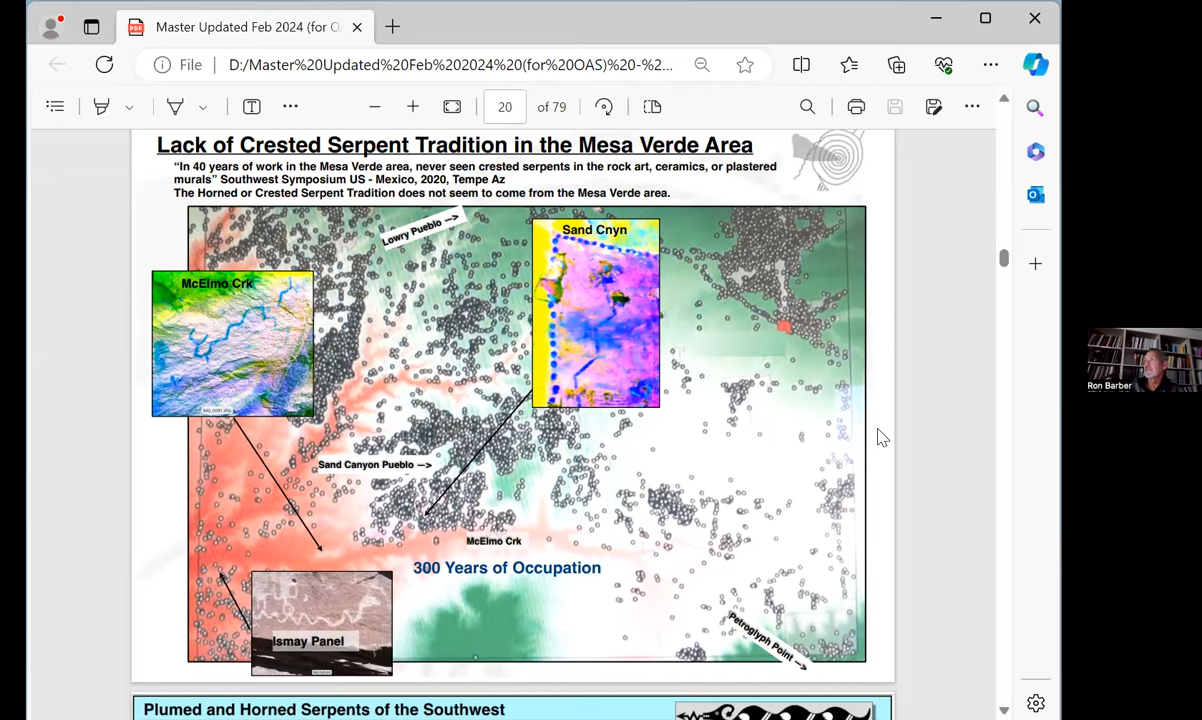 Master Updated Feb 2024 (for O
File
D:/Master%20Updated%20Feb%202024%20(for%20OAS)%20-%2...
20 of 79
Lack of Crested Serpent Tradition in the Mesa Verde Area
“In 40 years of work in the Mesa Verde area, never seen crested serpents in the rock art, ceramics, or plastered
murals” Southwest Symposium US - Mexico, 2020, Tempe Az
The Horned or Crested Serpent Tradition does not seem to come from the Mesa Verde area.
Lowry Pueblo -->
Sand Cnyn
McElmo Crk
Ron Barber
Sand Canyon Pueblo -->
McElmo Crk
300 Years of Occupation
Ismay Panel
Petroglyph Point -->
Plumed and Horned Serpents of the Southwest